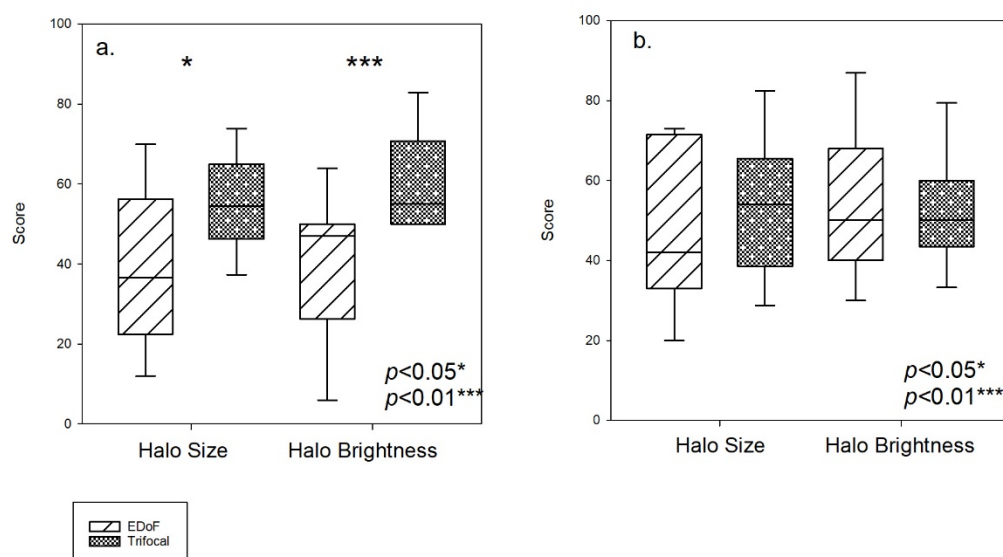 a.
100
80
60
40
20
0
Score
* ***
p<0.05*
p<0.01***
Halo Size Halo Brightness
b.
100
80
60
40
20
0
Score
p<0.05*
p<0.01***
Halo Size Halo Brightness
EDoF
Trifocal